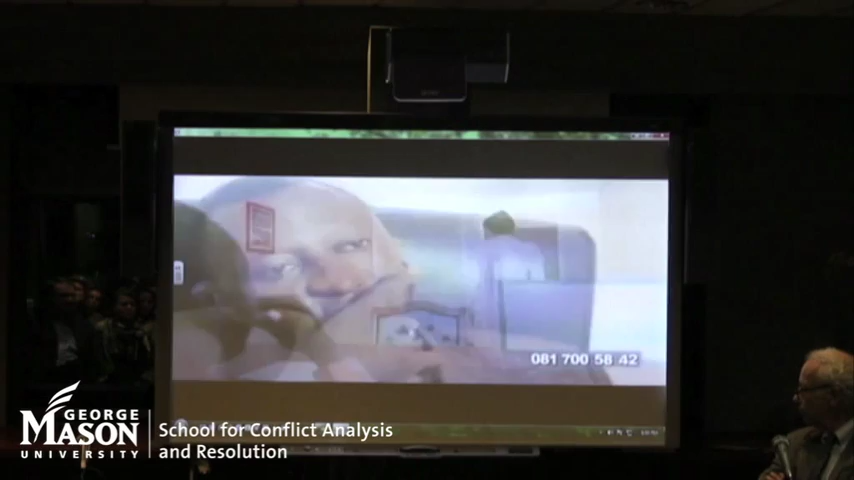 081 700 58 42
GEORGE
MASON
UNIVERSITY
School for Conflict Analysis
and Resolution